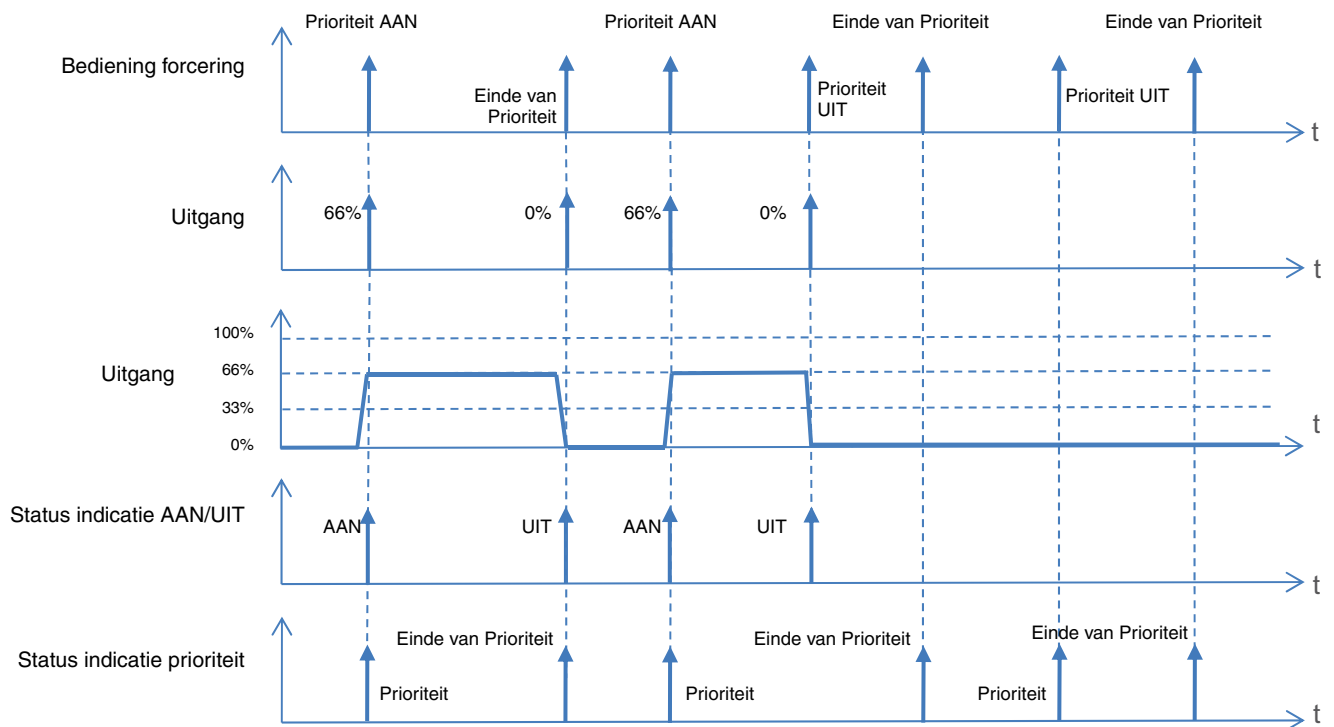 Prioriteit AAN
Prioriteit AAN
Einde van Prioriteit
Einde van Prioriteit
Bediening forcering
Einde van
Prioriteit
Prioriteit
UIT
Prioriteit UIT
t
Uitgang
66%
0%
66%
0%
t
Uitgang
100%
66%
33%
0%
t
Status indicatie AAN/UIT
AAN
UIT
AAN
UIT
t
Status indicatie prioriteit
Einde van Prioriteit
Einde van Prioriteit
Einde van Prioriteit
Prioriteit
Prioriteit
Prioriteit
t